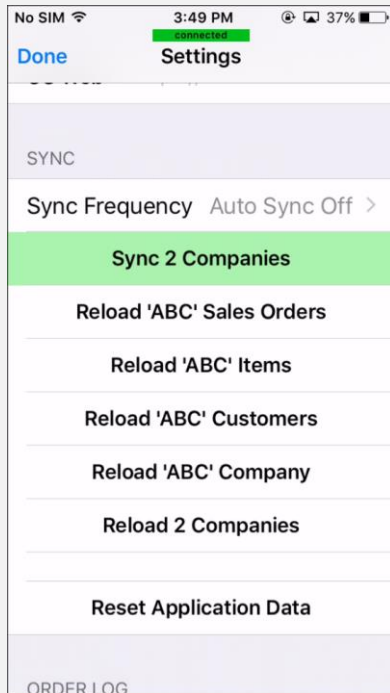 No SIM 3:49 PM 37%
connected
Done Settings
SYNC
Sync Frequency Auto Sync Off >
Sync 2 Companies
Reload 'ABC' Sales Orders
Reload 'ABC' Items
Reload 'ABC' Customers
Reload 'ABC' Company
Reload 2 Companies
Reset Application Data
ORDER LOG